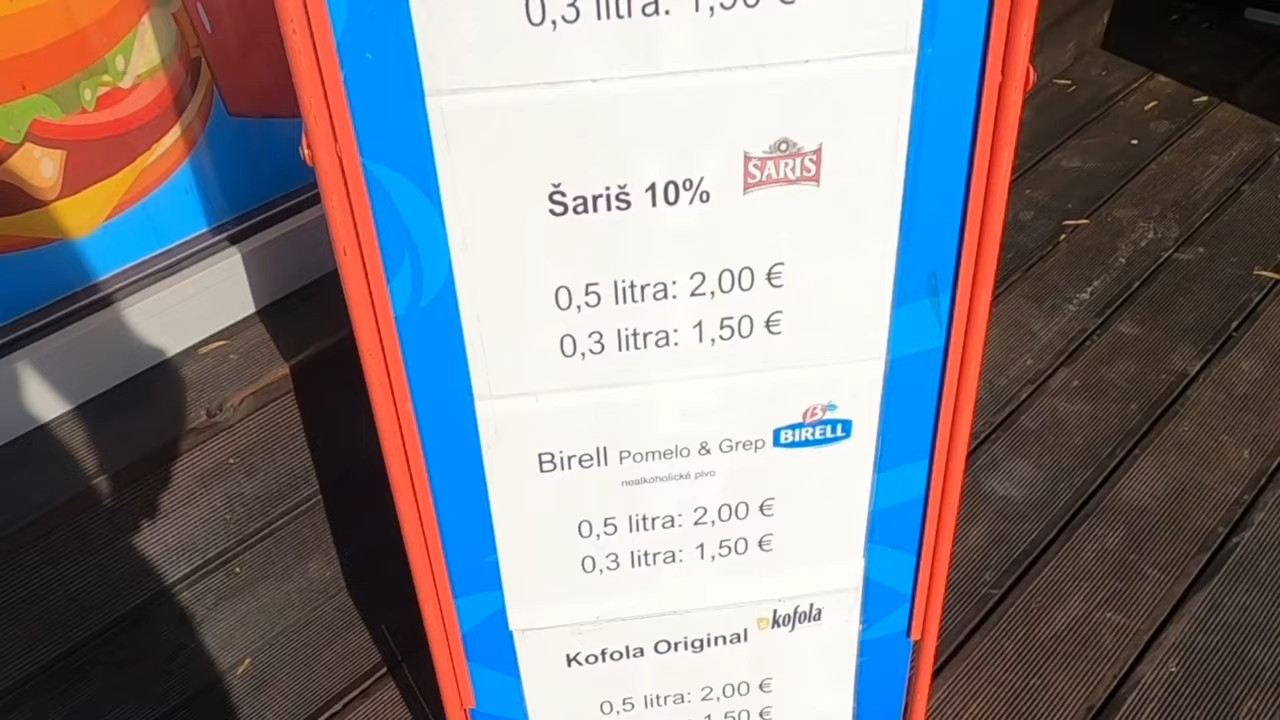 0,3 litra: 1,50 €
Šariš 10%
ŠARIŠ
0,5 litra: 2,00 €
0,3 litra: 1,50 €
Birell Pomelo & Grep
BIRELL
nealkoholické pivo
0,5 litra: 2,00 €
0,3 litra: 1,50 €
Kofola Original
kofola
0,5 litra: 2,00 €
1,50 €